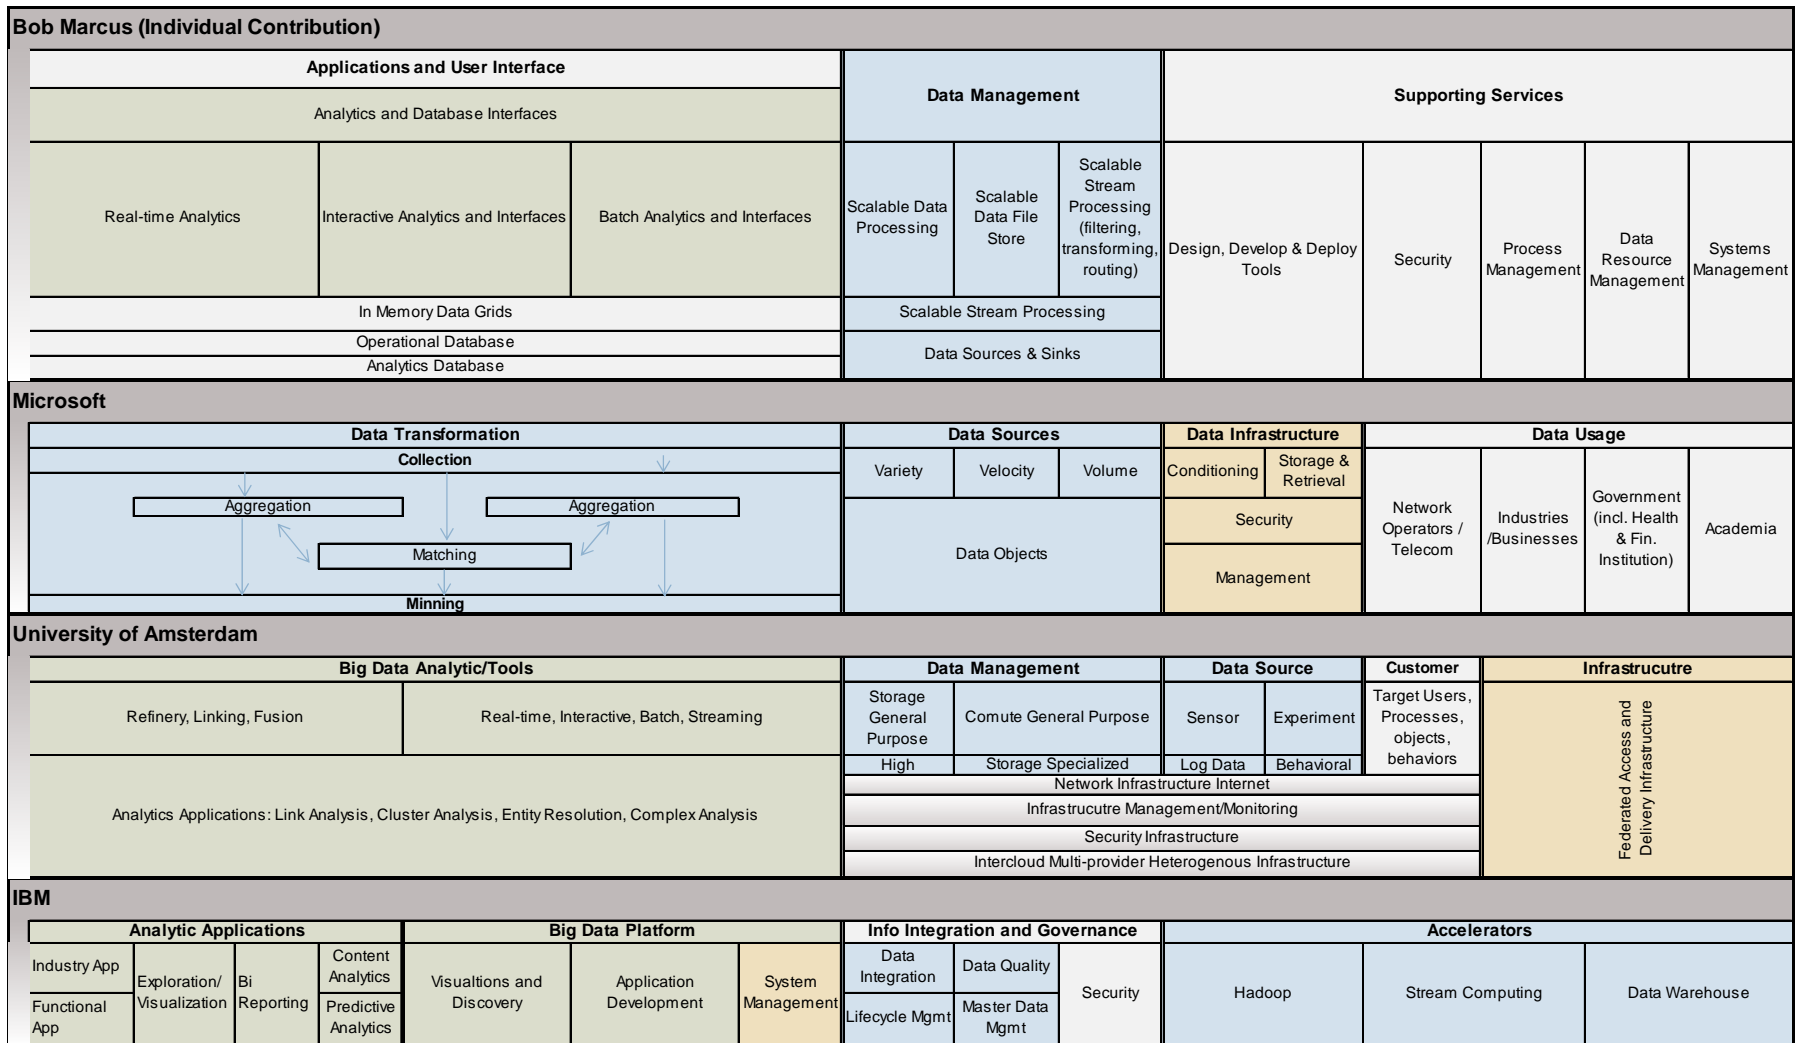 Bob Marcus (Individual Contribution)
Applications and User Interface
Analytics and Database Interfaces
Real-time Analytics
Interactive Analytics and Interfaces
Batch Analytics and Interfaces
In Memory Data Grids
Operational Database
Analytics Database
Data Management
Scalable Data
Processing
Scalable
Data File
Store
Scalable
Stream
Processing
(filtering,
transforming,
routing)
Scalable Stream Processing
Data Sources & Sinks
Supporting Services
Design, Develop & Deploy
Tools
Security
Process
Management
Data
Resource
Management
Systems
Management
Microsoft
Data Transformation
Collection
Aggregation
Aggregation
Matching
Minning
Data Sources
Variety
Velocity
Volume
Data Objects
Data Infrastructure
Conditioning
Storage &
Retrieval
Security
Management
Data Usage
Network
Operators /
Telecom
Industries
/Businesses
Government
(incl. Health
& Fin.
Institution)
Academia
University of Amsterdam
Big Data Analytic/Tools
Refinery, Linking, Fusion
Real-time, Interactive, Batch, Streaming
Analytics Applications: Link Analysis, Cluster Analysis, Entity Resolution, Complex Analysis
Data Management
Storage
General
Purpose
Comute General Purpose
High
Storage Specialized
Data Source
Sensor
Experiment
Log Data
Behavioral
Customer
Target Users,
Processes,
objects,
behaviors
Network Infrastructure Internet
Infrastrucutre Management/Monitoring
Security Infrastructure
Intercloud Multi-provider Heterogenous Infrastructure
Infrastrucutre
Federated Access and
Delivery Infrastructure
IBM
Analytic Applications
Industry App
Functional
App
Exploration/
Visualization
Bi
Reporting
Content
Analytics
Predictive
Analytics
Big Data Platform
Visualtions and
Discovery
Application
Development
System
Management
Info Integration and Governance
Data
Integration
Data Quality
Lifecycle Mgmt
Master Data
Mgmt
Security
Accelerators
Hadoop
Stream Computing
Data Warehouse